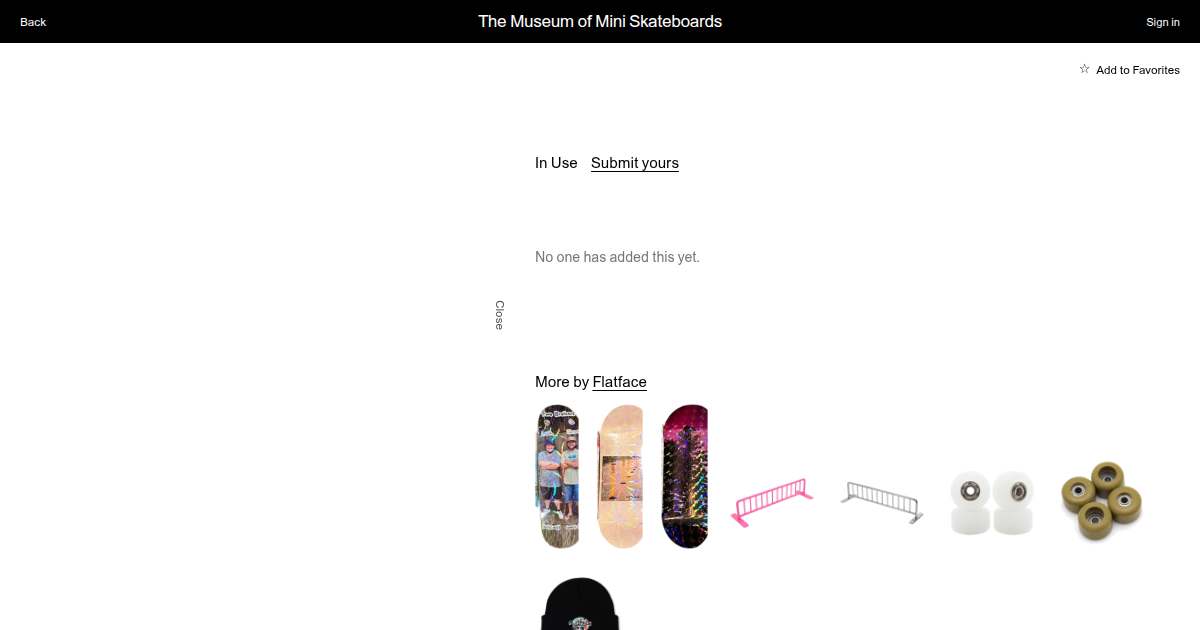 Back
The Museum of Mini Skateboards
Sign in
☆ Add to Favorites
In Use Submit yours
No one has added this yet.
Close
More by Flatface